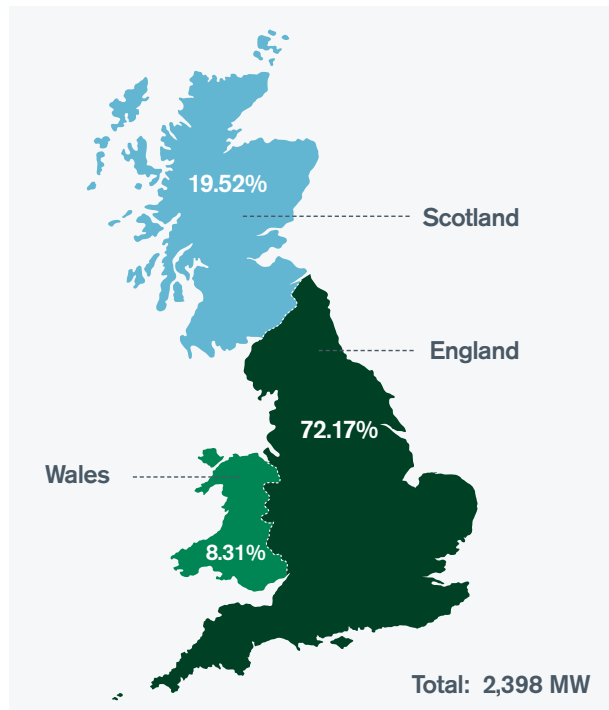 19.52%
Scotland
England
72.17%
Wales
8.31%
Total: 2,398 MW